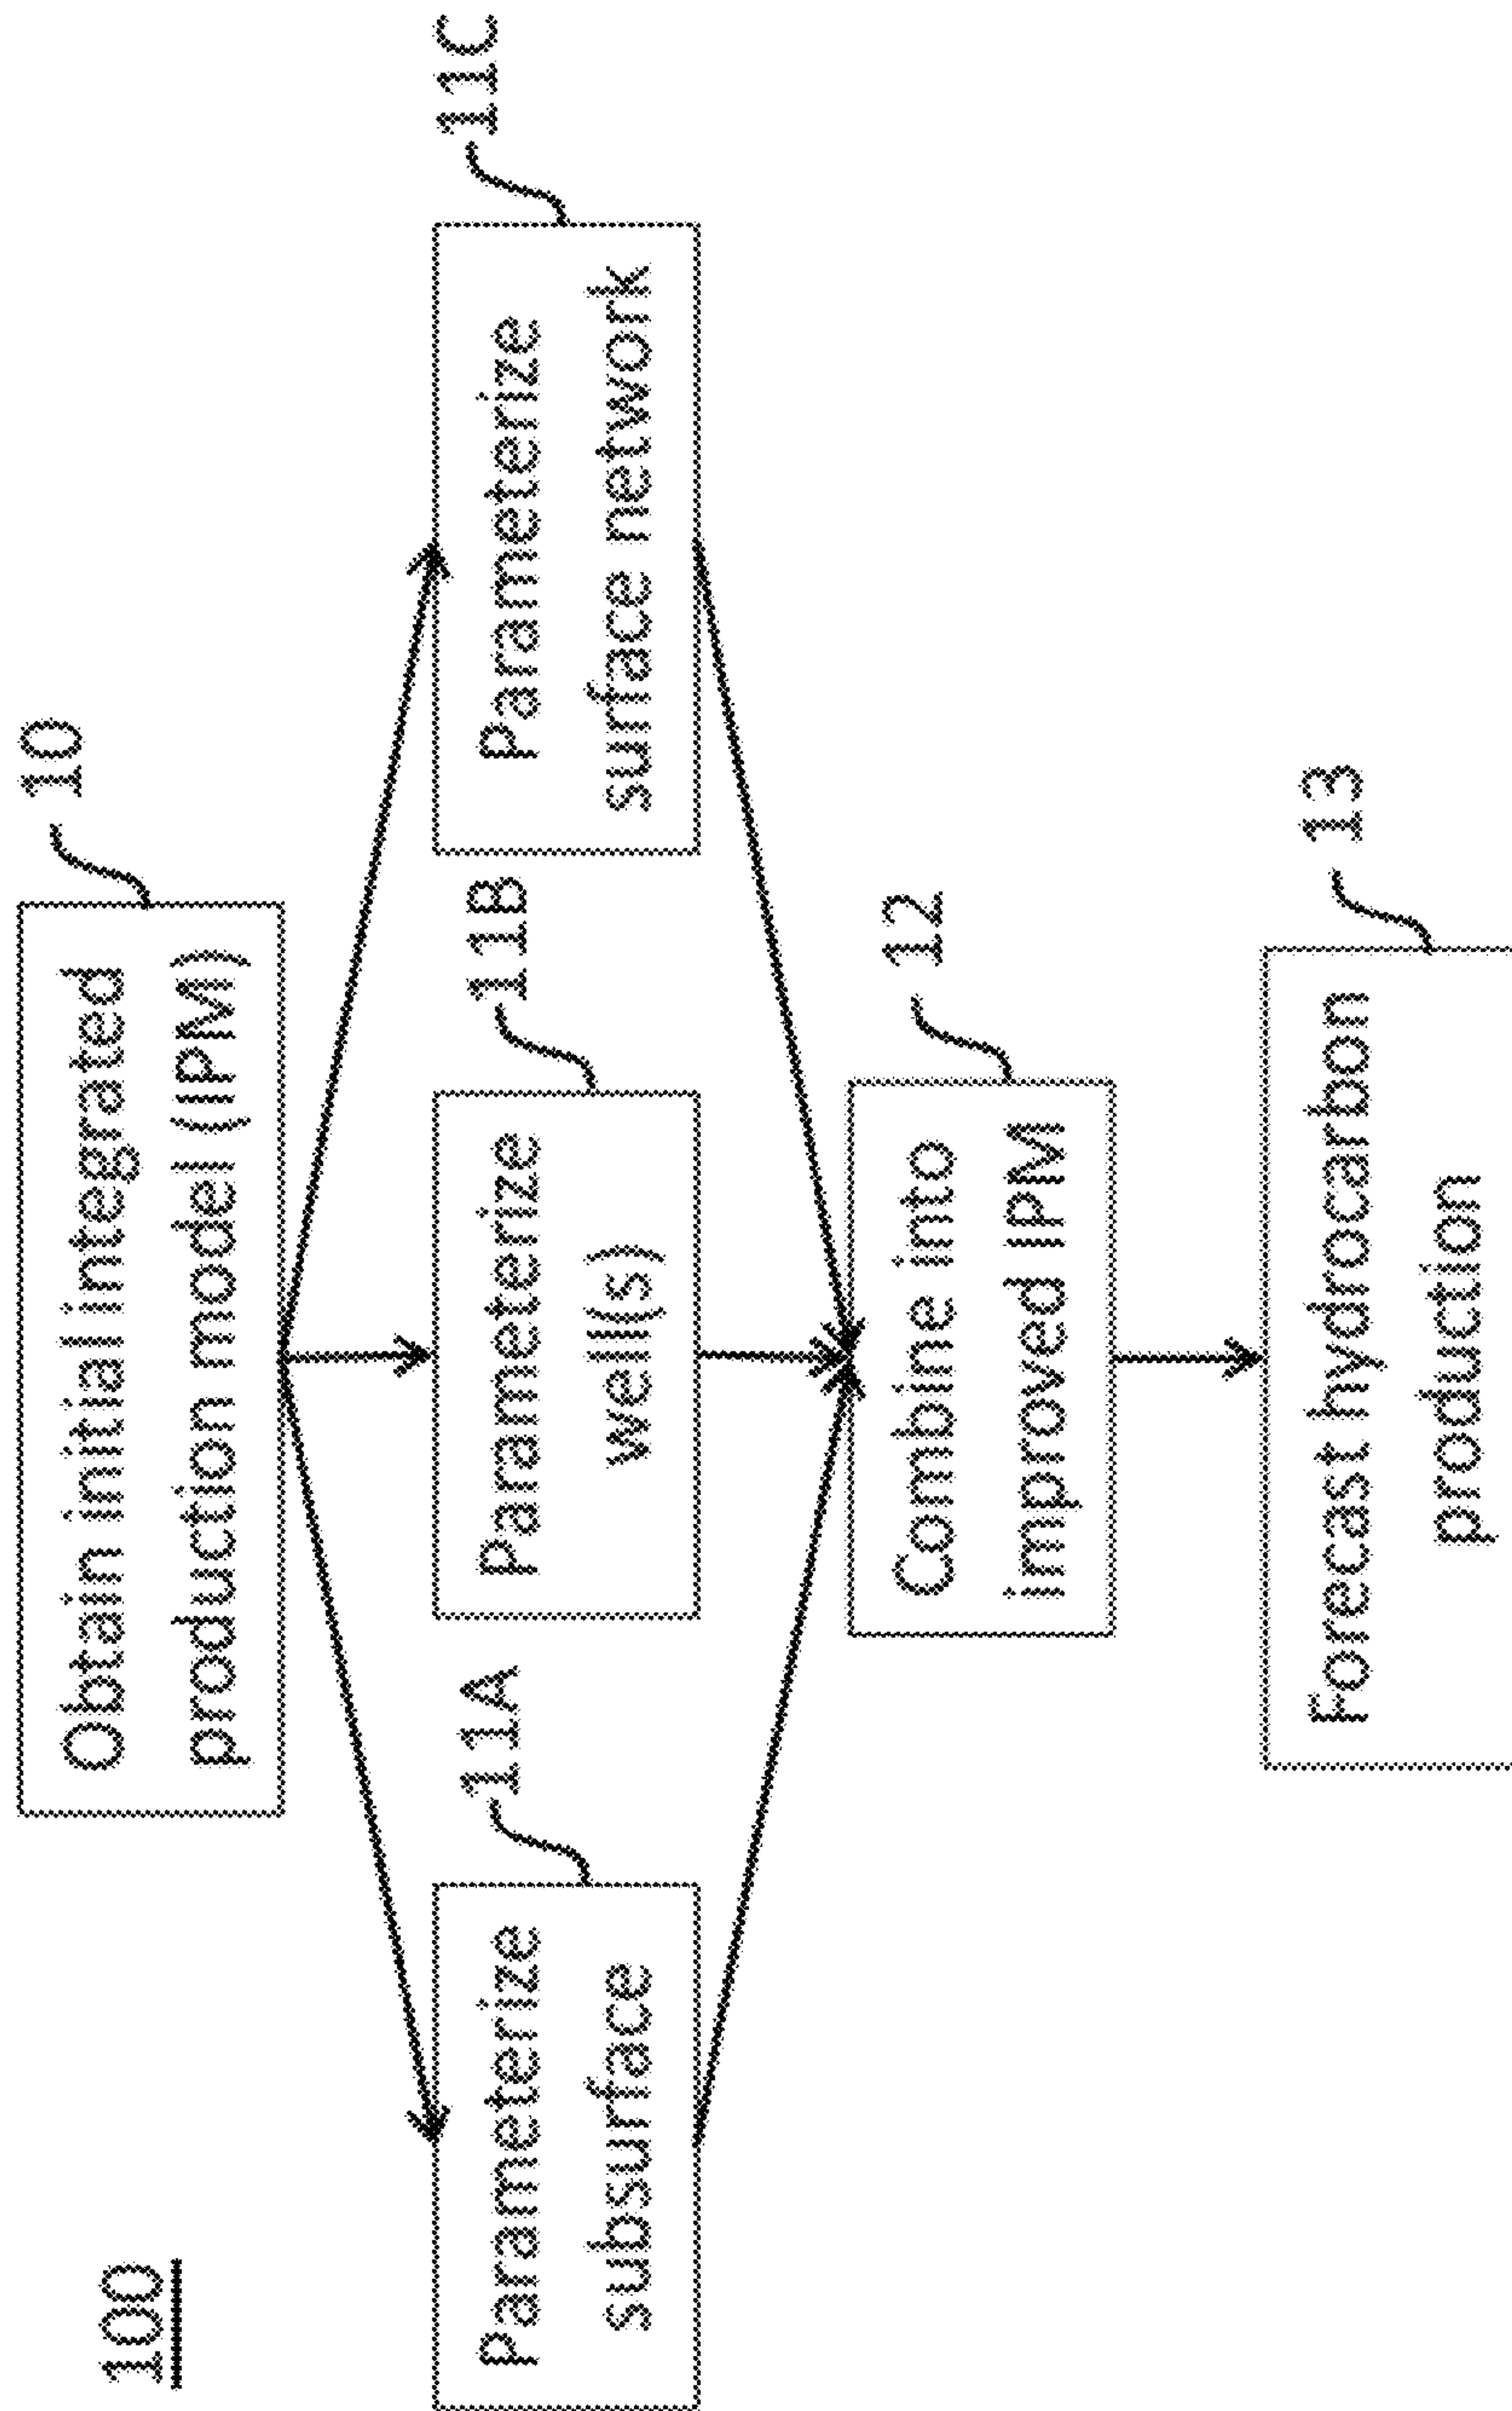 100
Obtain initial integrated
production model (IPM)
10
Parameterize
subsurface
11A
Parameterize
well(s)
11B
Parameterize
surface network
11C
Combine into
improved IPM
12
Forecast hydrocarbon
production
13